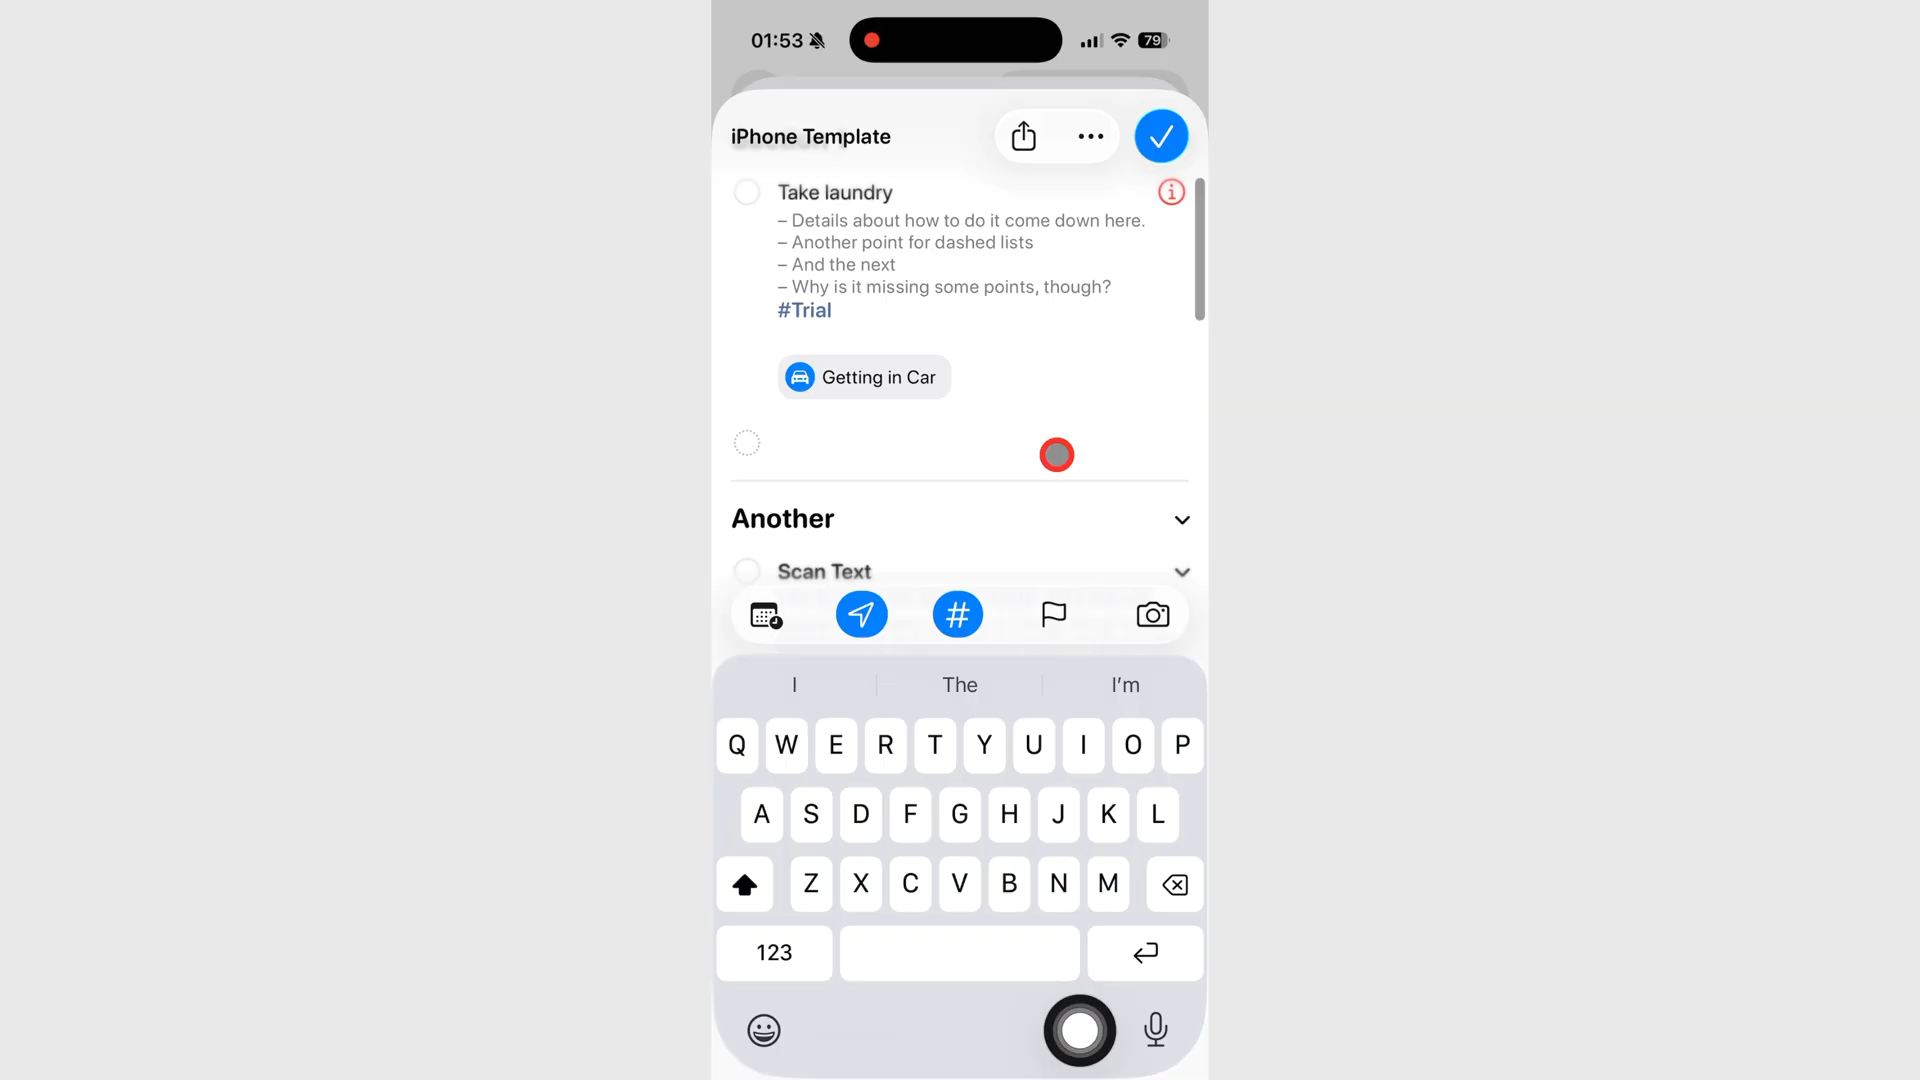 01:53
79
iPhone Template
Take laundry
– Details about how to do it come down here.
– Another point for dashed lists
– And the next
– Why is it missing some points, though?
#Trial
Getting in Car
Another
Scan Text
#
I The I'm
Q W E R T Y U I O P
A S D F G H J K L
Z X C V B N M
123